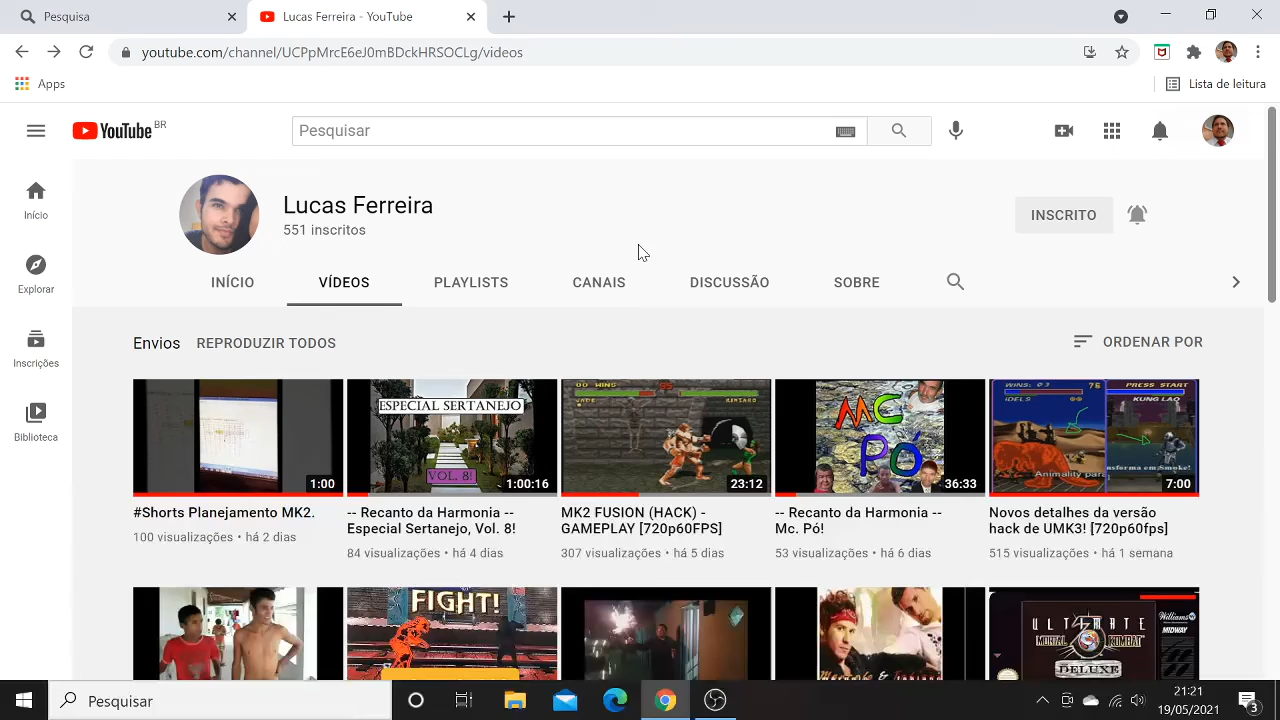 Pesquisa
Lucas Ferreira - YouTube
youtube.com/channel/UCPpMrcE6eJ0mBDckHRSOCLg/videos
Apps
Lista de leitura
YouTube BR
Pesquisar
Início
Explorar
Inscrições
Biblioteca
Lucas Ferreira
551 inscritos
INSCRITO
INÍCIO
VÍDEOS
PLAYLISTS
CANAIS
DISCUSSÃO
SOBRE
Envios
REPRODUZIR TODOS
ORDENAR POR
1:00
#Shorts Planejamento MK2.
100 visualizações • há 2 dias
ESPECIAL SERTANEJO
VOL. 8!
1:00:16
-- Recanto da Harmonia --
Especial Sertanejo, Vol. 8!
84 visualizações • há 4 dias
00 WINS
JADE
23:12
MK2 FUSION (HACK) -
GAMEPLAY [720p60FPS]
307 visualizações • há 5 dias
MC
PÓ
36:33
-- Recanto da Harmonia --
Mc. Pó!
53 visualizações • há 6 dias
WINS: 03
76
PRESS START
KUNG LAO
Animality
7:00
Novos detalhes da versão
hack de UMK3! [720p60fps]
515 visualizações • há 1 semana
FIGHT!
ULTIMATE
MORTAL KOMBAT
DELUXE
Williams
MIDWAY
Pesquisar
21:21
19/05/2021
3